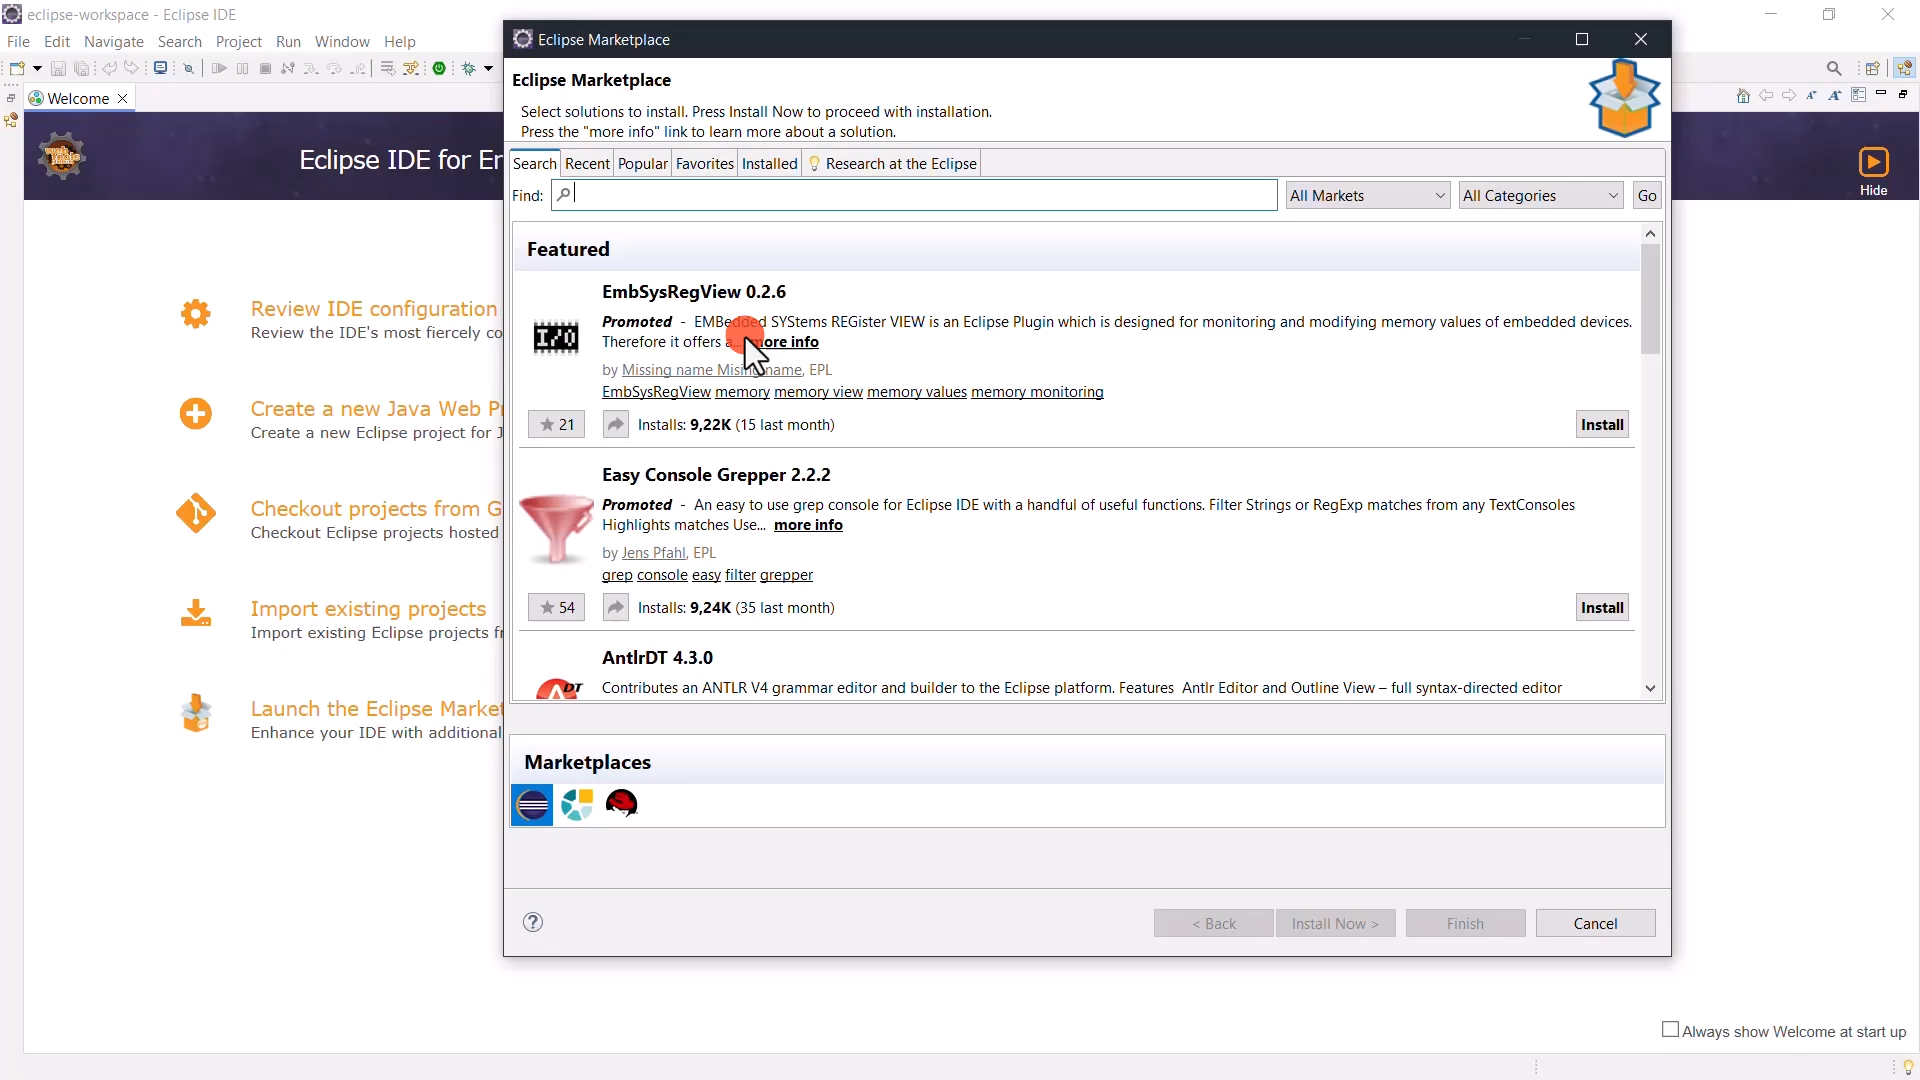 eclipse-workspace - Eclipse IDE
File Edit Navigate Search Project Run Window Help
Welcome
Eclipse IDE for Er
Hide
Review IDE configuration
Review the IDE's most fiercely co
Create a new Java Web P
Create a new Eclipse project for J
Checkout projects from G
Checkout Eclipse projects hosted
Import existing projects
Import existing Eclipse projects fr
Launch the Eclipse Market
Enhance your IDE with additional
Always show Welcome at start up
Eclipse Marketplace
Eclipse Marketplace
Select solutions to install. Press Install Now to proceed with installation.
Press the "more info" link to learn more about a solution.
Search Recent Popular Favorites Installed Research at the Eclipse
Find: All Markets All Categories Go
Featured
EmbSysRegView 0.2.6
I/O
Promoted - EMBedded SYStems REGister VIEW is an Eclipse Plugin which is designed for monitoring and modifying memory values of embedded devices.
Therefore it offers a... more info
by Missing name Mising name, EPL
EmbSysRegView memory memory view memory values memory monitoring
21 Installs: 9,22K (15 last month) Install
Easy Console Grepper 2.2.2
Promoted - An easy to use grep console for Eclipse IDE with a handful of useful functions. Filter Strings or RegExp matches from any TextConsoles
Highlights matches Use... more info
by Jens Pfahl, EPL
grep console easy filter grepper
54 Installs: 9,24K (35 last month) Install
AntlrDT 4.3.0
DT
Contributes an ANTLR V4 grammar editor and builder to the Eclipse platform. Features Antlr Editor and Outline View – full syntax-directed editor
Marketplaces
< Back Install Now > Finish Cancel